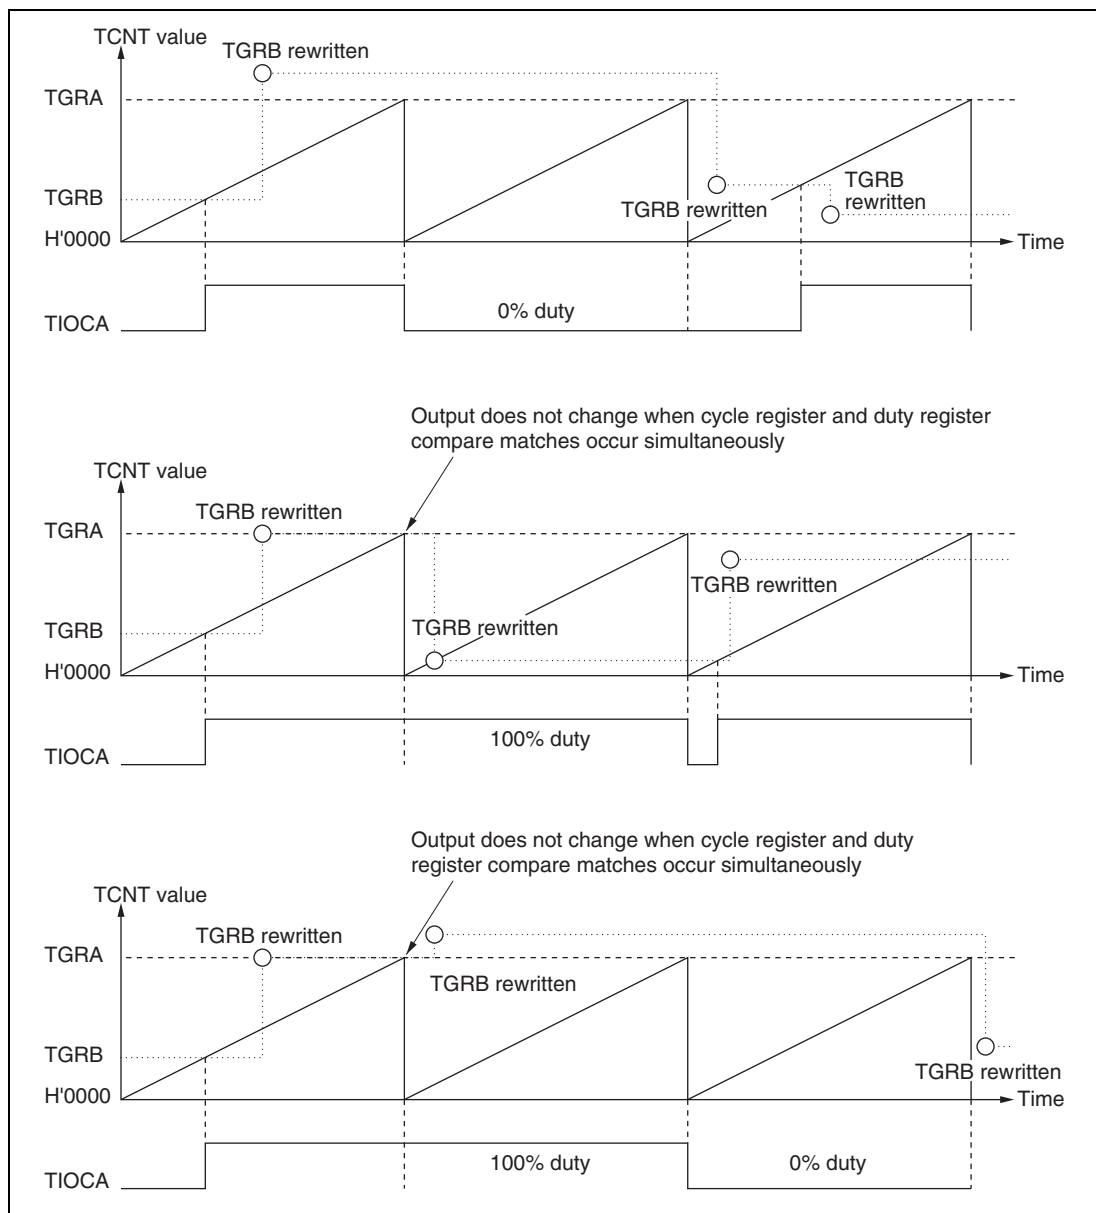 TCNT value
TGRB rewritten
TGRA
TGRB
TGRB rewritten
TGRB
rewritten
H'0000
Time
TIOCA
0% duty
Output does not change when cycle register and duty register
compare matches occur simultaneously
TCNT value
TGRB rewritten
TGRA
TGRB rewritten
TGRB
TGRB rewritten
H'0000
Time
TIOCA
100% duty
Output does not change when cycle register and duty
register compare matches occur simultaneously
TCNT value
TGRB rewritten
TGRA
TGRB rewritten
TGRB
TGRB rewritten
H'0000
Time
TIOCA
100% duty
0% duty